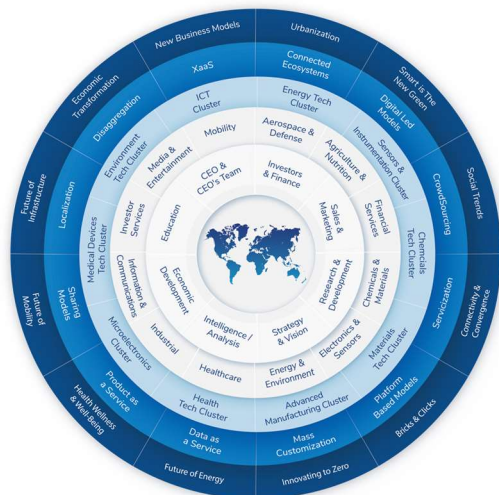 New Business Models
Urbanization
Smart is The
New Green
Social Trends
Connectivity &
Convergence
Bricks & Clicks
Innovating to Zero
Future of Energy
Health Wellness
& Well-Being
Future of
Mobility
Future of
Infrastructure
Economic
Transformation
XaaS
Connected
Ecosystems
Digital Led
Models
CrowdSourcing
Servicization
Platform
Based Models
Mass
Customization
Data as
a Service
Product as
a Service
Sharing
Models
Localization
Disaggregation
ICT
Cluster
Energy Tech
Cluster
Sensors &
Instrumentation Cluster
Chemcials
Tech Cluster
Materials
Tech Cluster
Advanced
Manufacturing Cluster
Health
Tech Cluster
Microelectronics
Cluster
Medical Devices
Tech Cluster
Environment
Tech Cluster
Mobility
Aerospace &
Defense
Agriculture &
Nutrition
Financial
Services
Chemicals &
Materials
Electronics &
Sensors
Energy &
Environment
Healthcare
Industrial
Information &
Communications
Investor
Services
Media &
Entertainment
CEO &
CEO's Team
Investors
& Finance
Sales &
Marketing
Research &
Development
Strategy
& Vision
Intelligence /
Analysis
Economic
Development
Education